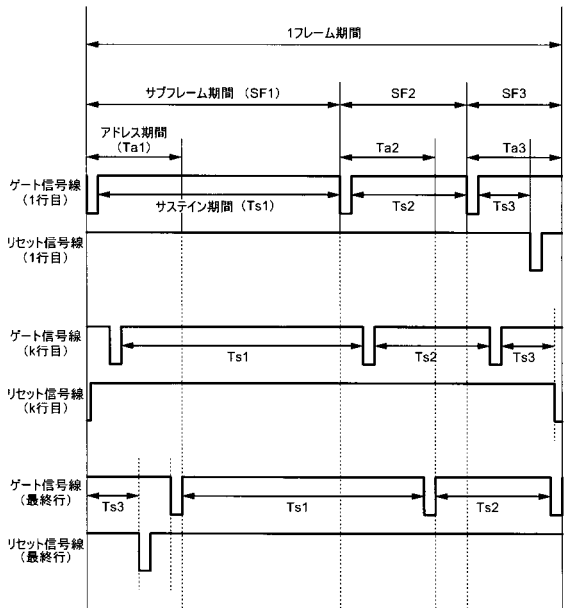 1フレーム期間
サブフレーム期間（SF1） SF2 SF3
アドレス期間
（Ta1） Ta2 Ta3
ゲート信号線
（1行目）
サステイン期間（Ts1） Ts2 Ts3
リセット信号線
（1行目）
ゲート信号線
（k行目）
Ts1 Ts2 Ts3
リセット信号線
（k行目）
ゲート信号線
（最終行）
Ts3 Ts1 Ts2
リセット信号線
（最終行）